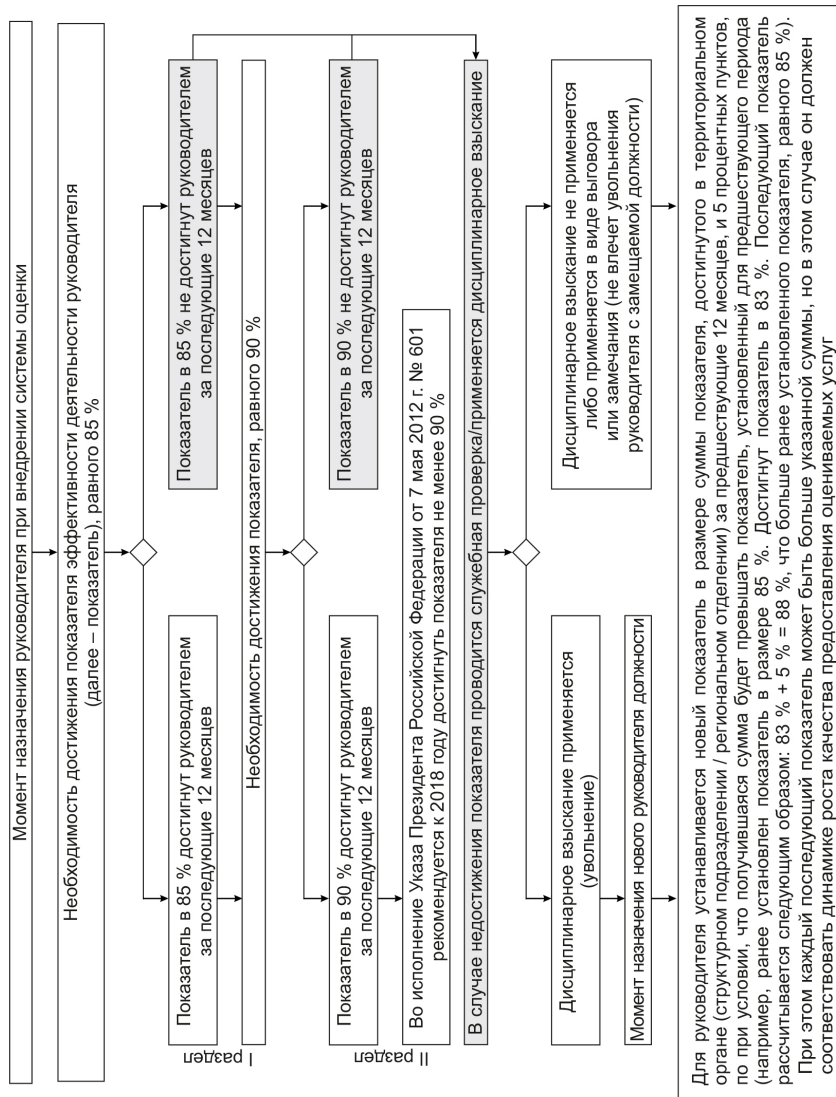 Момент назначения руководителя при внедрении системы оценки
Необходимость достижения показателя эффективности деятельности руководителя
(далее – показатель), равного 85 %
I раздел
Показатель в 85 % достигнут руководителем
за последующие 12 месяцев
Показатель в 85 % не достигнут руководителем
за последующие 12 месяцев
Необходимость достижения показателя, равного 90 %
II раздел
Показатель в 90 % достигнут руководителем
за последующие 12 месяцев
Показатель в 90 % не достигнут руководителем
за последующие 12 месяцев
Во исполнение Указа Президента Российской Федерации от 7 мая 2012 г. № 601
рекомендуется к 2018 году достигнуть показателя не менее 90 %
В случае недостижения показателя проводится служебная проверка/применяется дисциплинарное взыскание
Дисциплинарное взыскание применяется
(увольнение)
Дисциплинарное взыскание не применяется
либо применяется в виде выговора
или замечания (не влечет увольнения
руководителя с замещаемой должности)
Момент назначения нового руководителя должности
Для руководителя устанавливается новый показатель в размере суммы показателя, достигнутого в территориальном
органе (структурном подразделении / региональном отделении) за предшествующие 12 месяцев, и 5 процентных пунктов,
по при условии, что получившаяся сумма будет превышать показатель, установленный для предшествующего периода
(например, ранее установлен показатель в размере 85 %. Достигнут показатель в 83 %. Последующий показатель
рассчитывается следующим образом: 83 % + 5 % = 88 %, что больше ранее установленного показателя, равного 85 %).
При этом каждый последующий показатель может быть больше указанной суммы, но в этом случае он должен
соответствовать динамике роста качества предоставления оцениваемых услуг